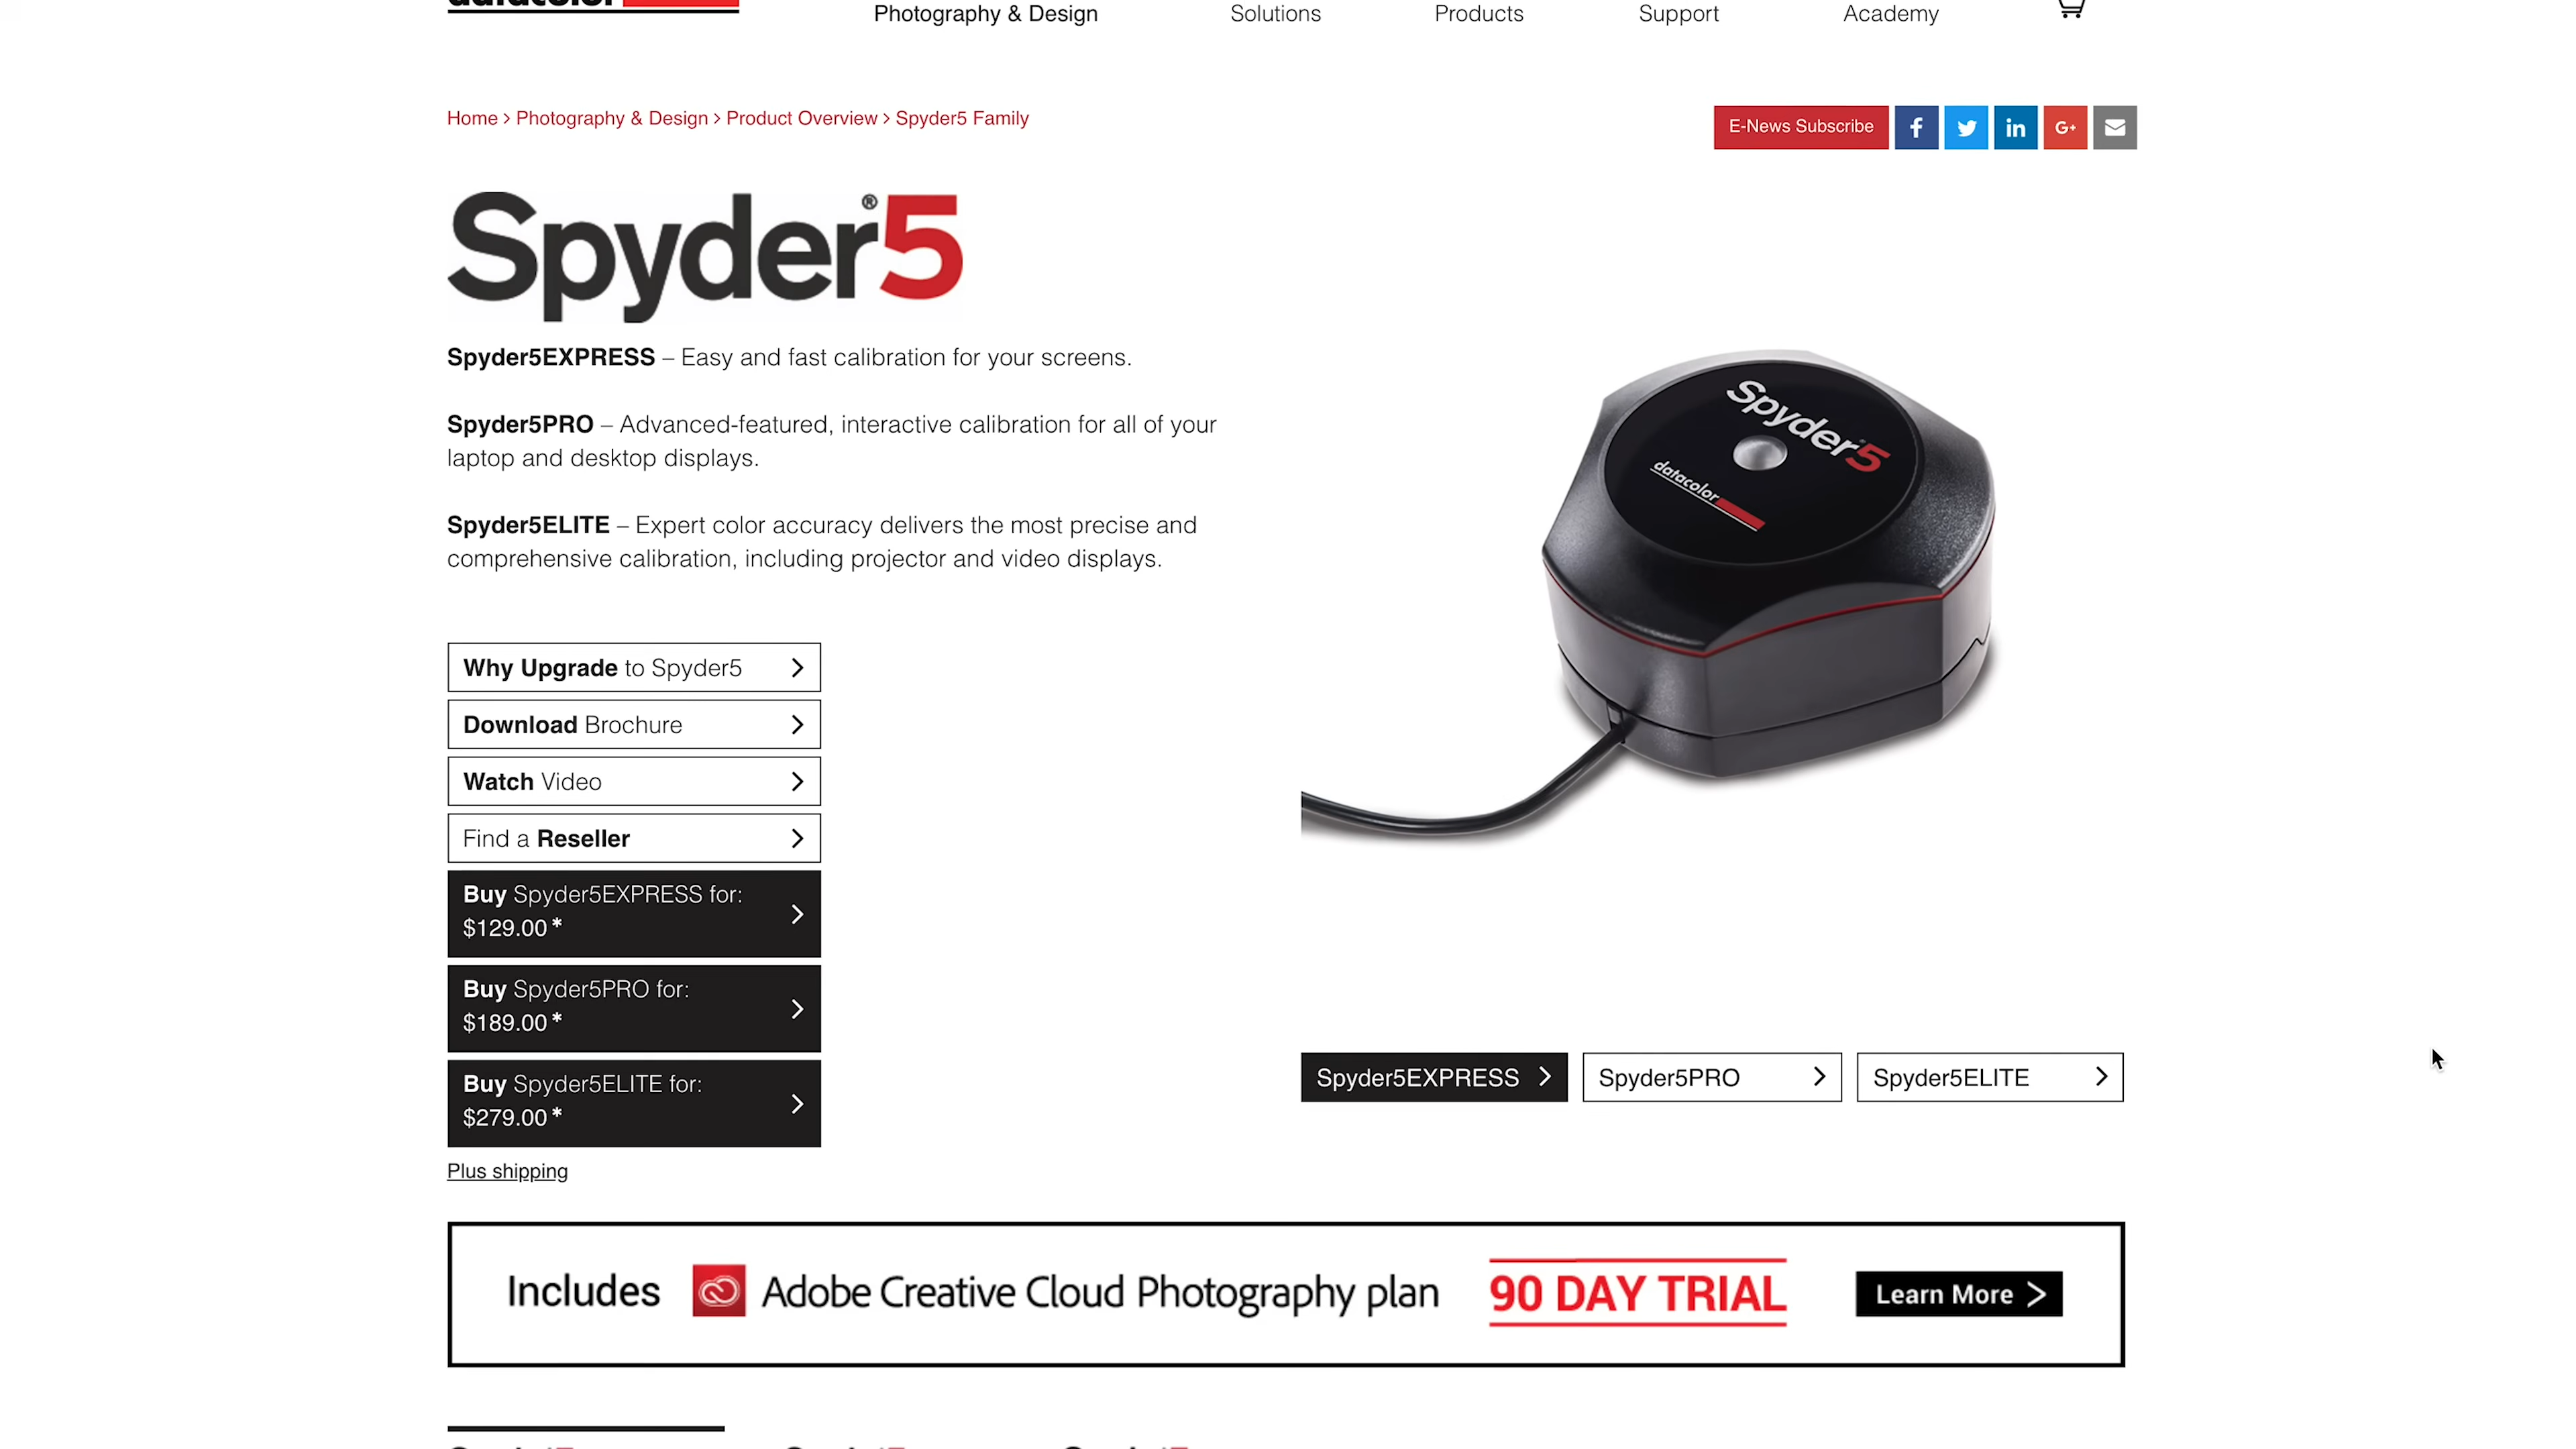 datacolor
Photography & Design
Solutions
Products
Support
Academy
Home > Photography & Design > Product Overview > Spyder5 Family
E-News Subscribe
Spyder®5
Spyder5EXPRESS – Easy and fast calibration for your screens.
Spyder5PRO – Advanced-featured, interactive calibration for all of your
laptop and desktop displays.
Spyder5ELITE – Expert color accuracy delivers the most precise and
comprehensive calibration, including projector and video displays.
Spyder5
datacolor
Why Upgrade to Spyder5
Download Brochure
Watch Video
Find a Reseller
Buy Spyder5EXPRESS for:
$129.00*
Buy Spyder5PRO for:
$189.00*
Buy Spyder5ELITE for:
$279.00*
Plus shipping
Spyder5EXPRESS
Spyder5PRO
Spyder5ELITE
Includes Adobe Creative Cloud Photography plan 90 DAY TRIAL Learn More >